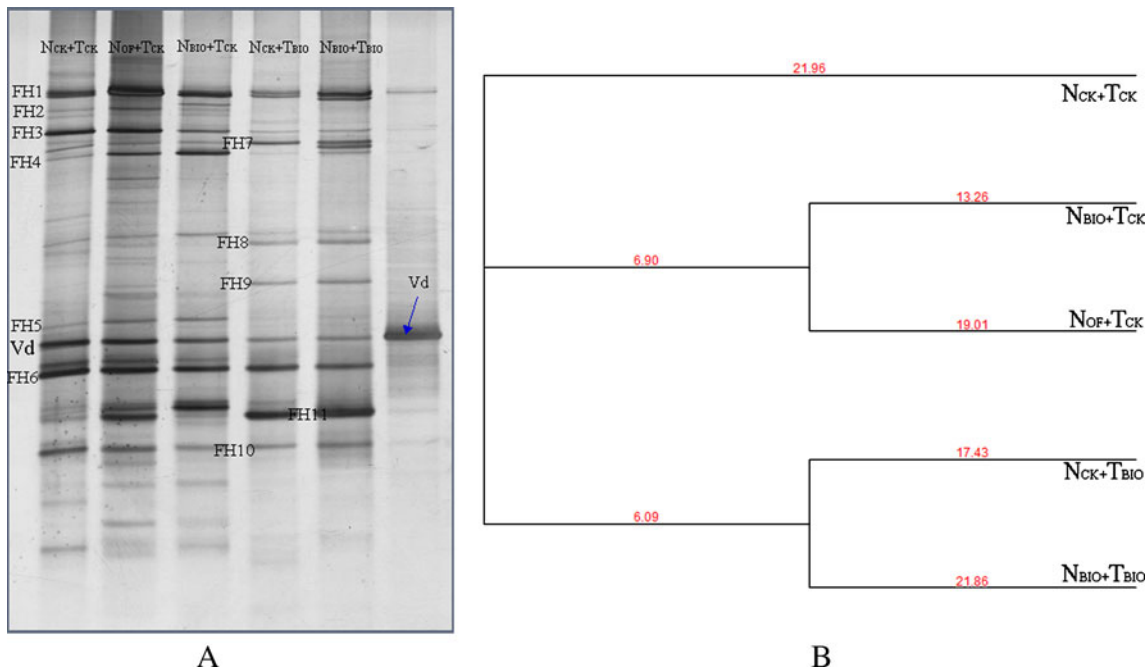 NCK+TCK NOF+TCK NBIO+TCK NCK+TBIO NBIO+TBIO
FH1
FH2
FH3
FH4
FH7
FH8
FH9
Vd
FH5
Vd
FH6
FH11
FH10
A
21.96
NCK+TCK
13.26
NBIO+TCK
6.90
19.01
NOF+TCK
17.43
NCK+TBIO
6.09
21.86
NBIO+TBIO
B